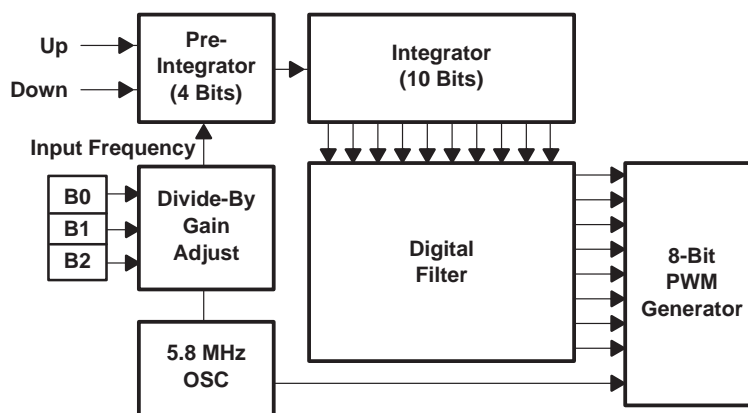 Up
Down
Pre-
Integrator
(4 Bits)
Integrator
(10 Bits)
Input Frequency
B0
B1
B2
Divide-By
Gain
Adjust
Digital
Filter
8-Bit
PWM
Generator
5.8 MHz
OSC